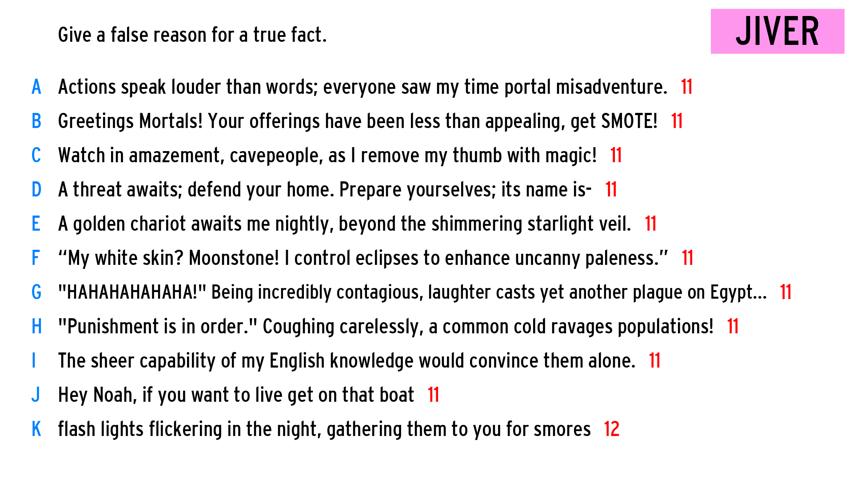 Give a false reason for a true fact.
JIVER
A Actions speak louder than words; everyone saw my time portal misadventure. 11
B Greetings Mortals! Your offerings have been less than appealing, get SMOTE! 11
C Watch in amazement, cavepeople, as I remove my thumb with magic! 11
D A threat awaits; defend your home. Prepare yourselves; its name is- 11
E A golden chariot awaits me nightly, beyond the shimmering starlight veil. 11
F “My white skin? Moonstone! I control eclipses to enhance uncanny paleness.” 11
G "HAHAHAHAHAHA!" Being incredibly contagious, laughter casts yet another plague on Egypt... 11
H "Punishment is in order." Coughing carelessly, a common cold ravages populations! 11
I The sheer capability of my English knowledge would convince them alone. 11
J Hey Noah, if you want to live get on that boat 11
K flash lights flickering in the night, gathering them to you for smores 12